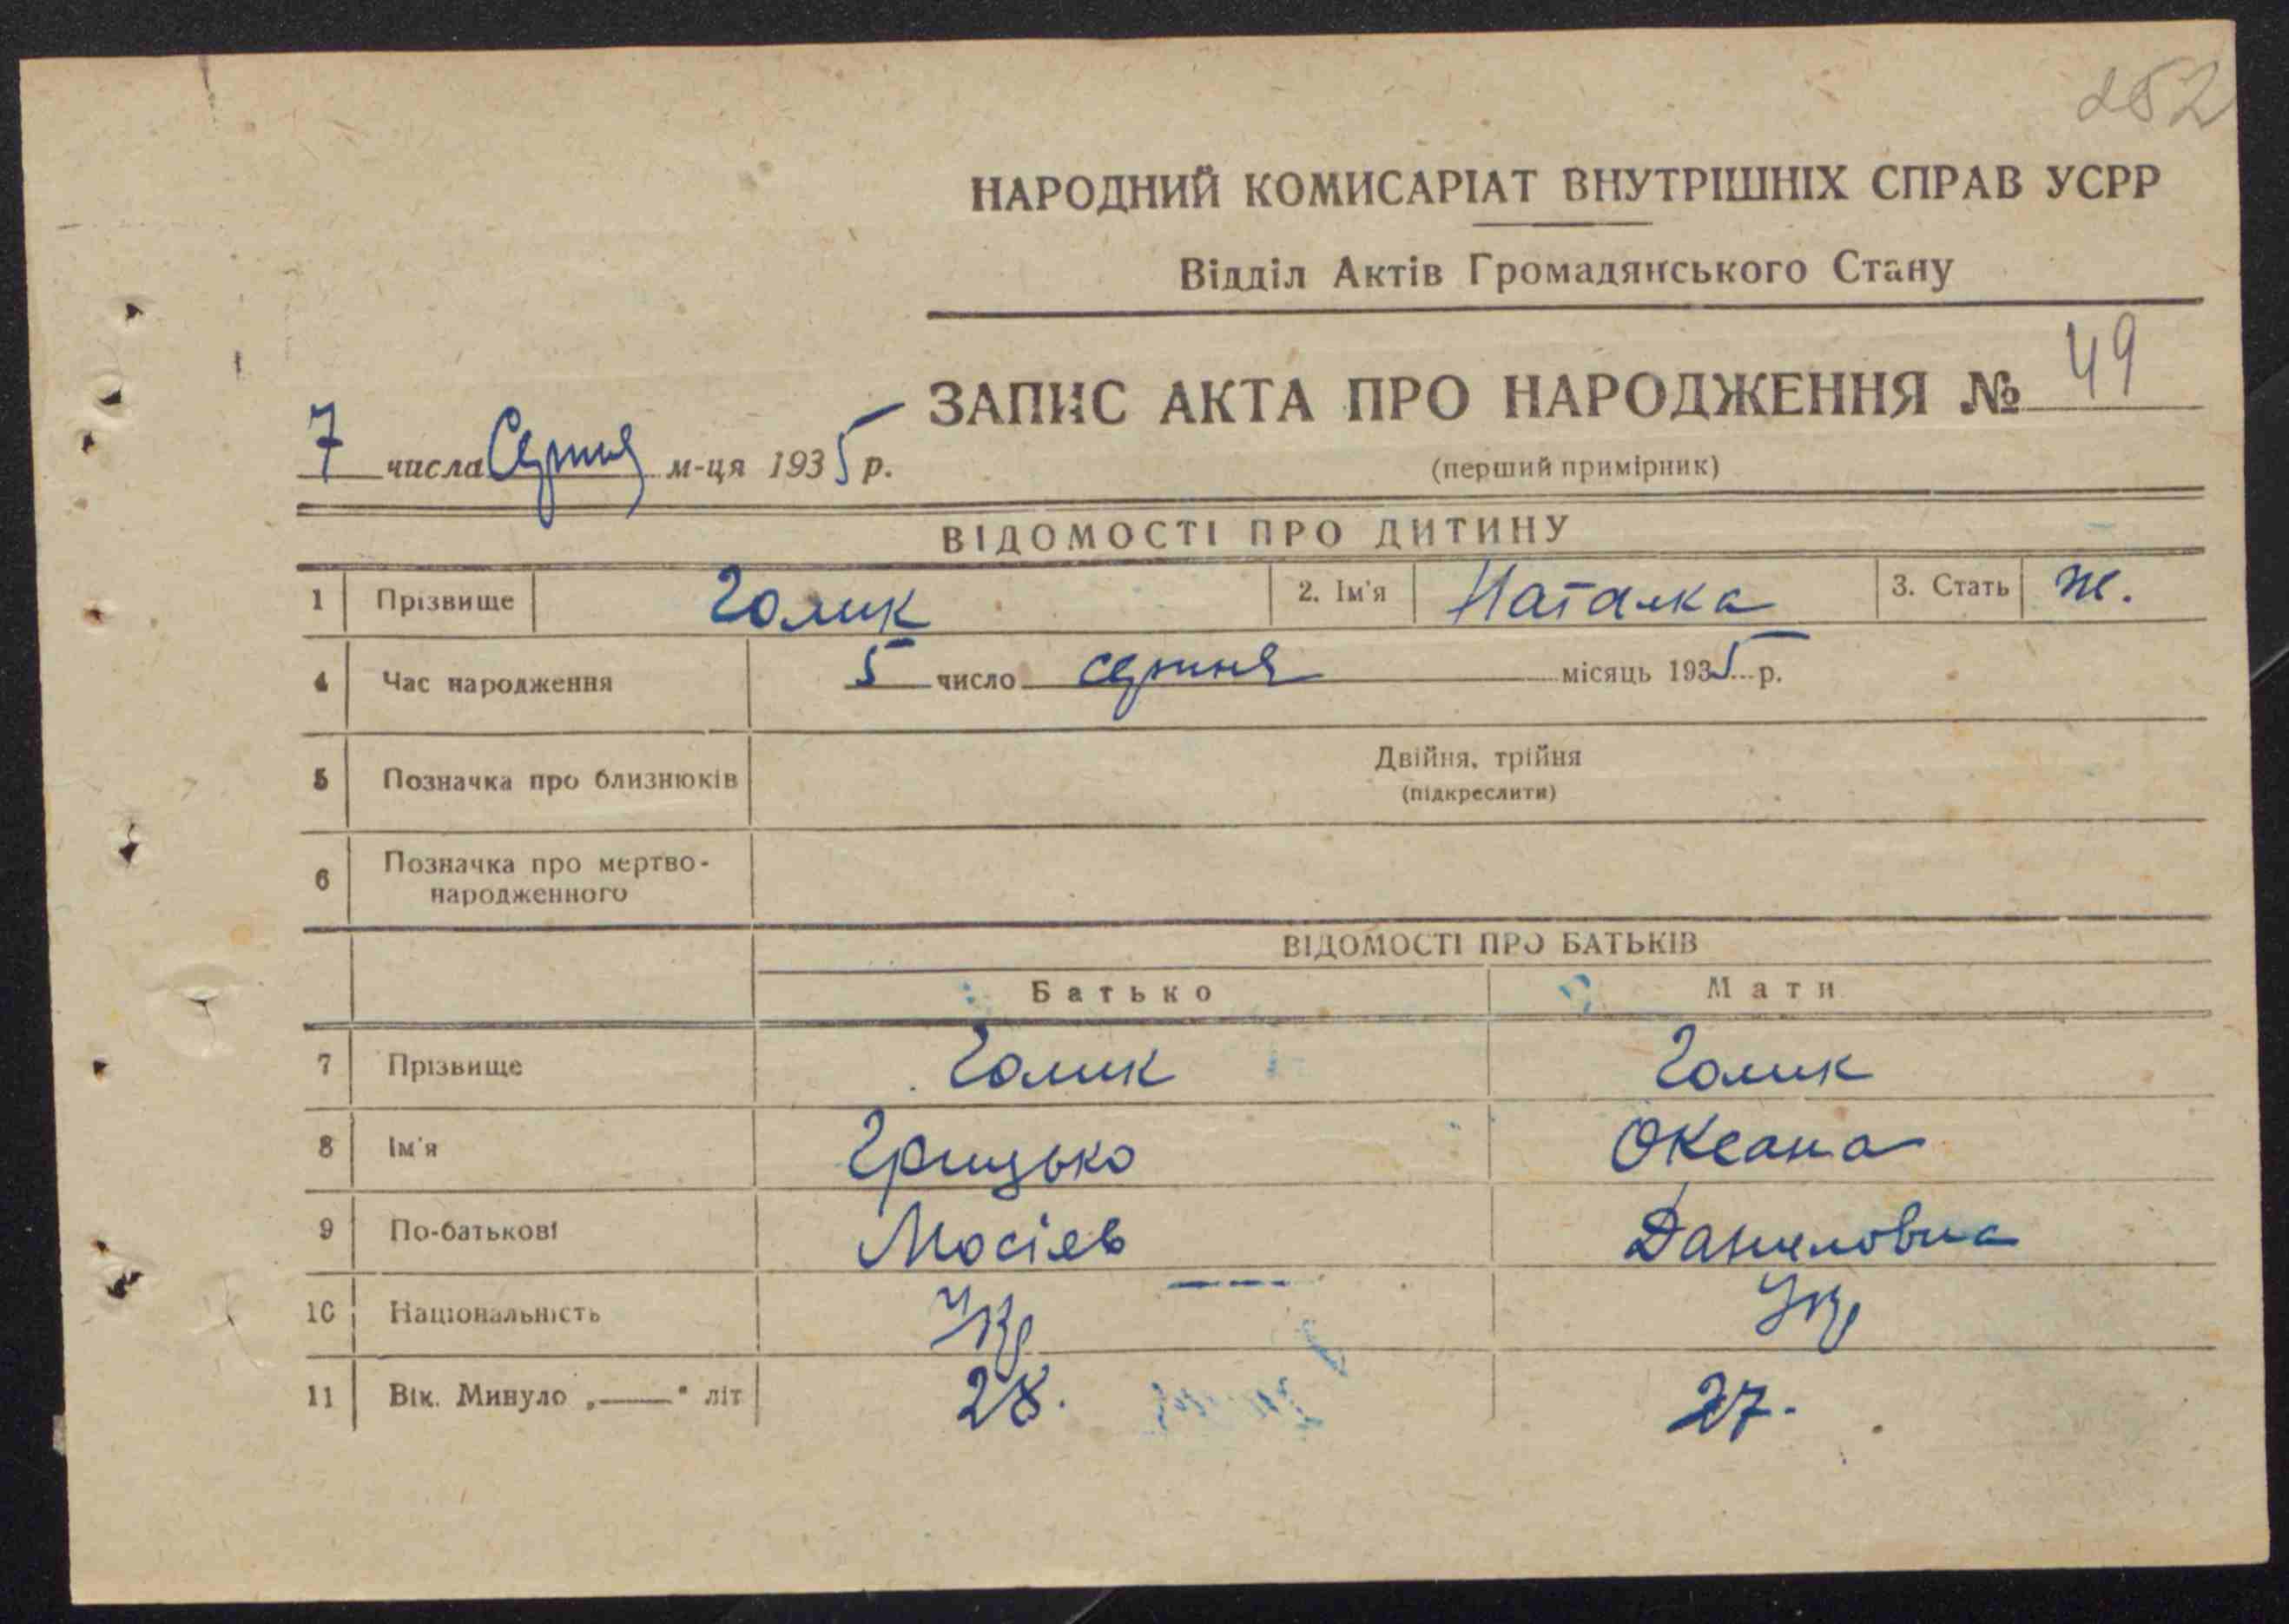 252
НАРОДНИЙ КОМИСАРІАТ ВНУТРІШНІХ СПРАВ УСРР
Відділ Актів Громадянського Стану
ЗАПИС АКТА ПРО НАРОДЖЕННЯ № 49
7 числа Серпня м-ця 1935 р.
(перший примірник)
ВІДОМОСТІ ПРО ДИТИНУ
1 Прізвище Голик 2. Ім'я Наталка 3. Стать ж.
4 Час народження 5 число серпня місяць 1935 р.
5 Позначка про близнюків Двійня, трійня
(підкреслити)
6 Позначка про мертво-
народженного
ВІДОМОСТІ ПРО БАТЬКІВ
Батько Мати
7 Прізвище Голик Голик
8 Ім'я Грицько Оксана
9 По-батькові Мосієв Даниловна
10 Національність Укр Укр
11 Вік. Минуло „——" літ 28. 27.